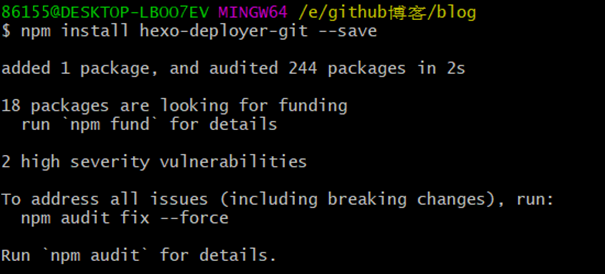 86155@DESKTOP-LBOO7EV MINGW64 /e/github博客/blog
$ npm install hexo-deployer-git --save
added 1 package, and audited 244 packages in 2s
18 packages are looking for funding
run `npm fund` for details
2 high severity vulnerabilities
To address all issues (including breaking changes), run:
npm audit fix --force
Run `npm audit` for details.